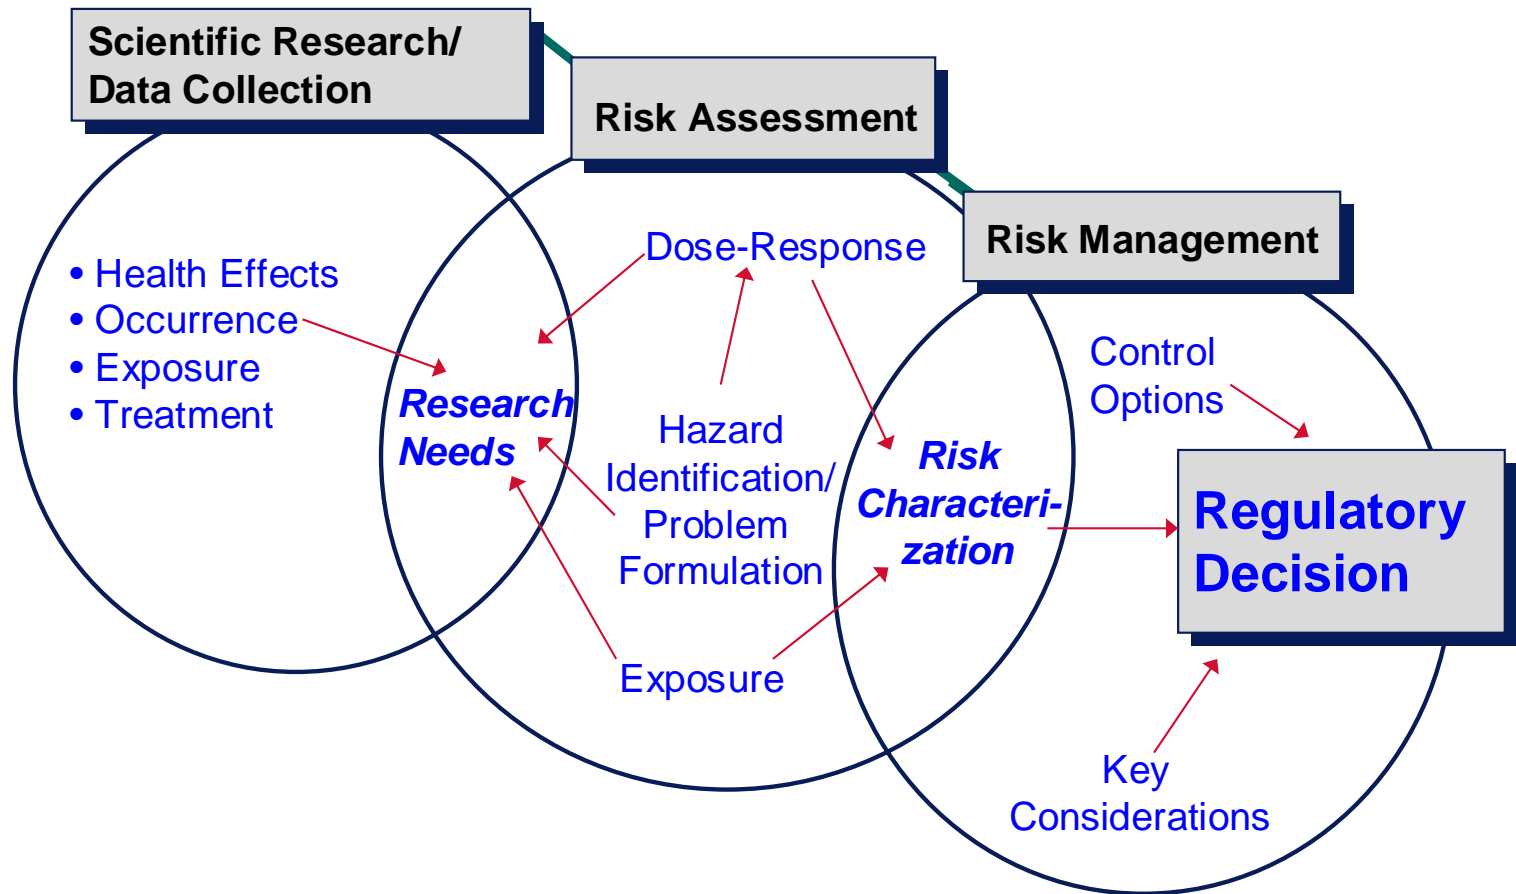 Scientific Research/
Data Collection
Risk Assessment
Risk Management
• Health Effects
• Occurrence
• Exposure
• Treatment
Research
Needs
Dose-Response
Hazard
Identification/
Problem
Formulation
Exposure
Risk
Characteri-
zation
Control
Options
Regulatory
Decision
Key
Considerations